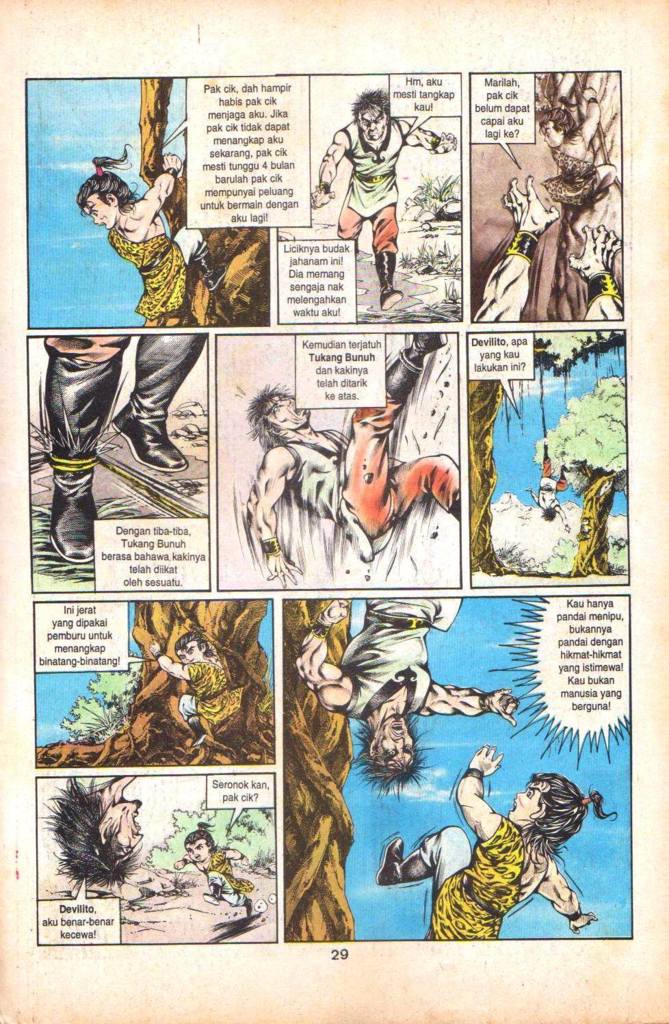 Pak cik, dah hampir
habis pak cik
menjaga aku. Jika
pak cik tidak dapat
menangkap aku
sekarang, pak cik
mesti tunggu 4 bulan
barulah pak cik
mempunyai peluang
untuk bermain dengan
aku lagi!
Hm, aku
mesti tangkap
kau!
Liciknya budak
jahanam ini!
Dia memang
sengaja nak
melengahkan
waktu aku!
Marilah,
pak cik
belum dapat
capai aku
lagi ke?
Dengan tiba-tiba,
Tukang Bunuh
berasa bahawa kakinya
telah diikat
oleh sesuatu.
Kemudian terjatuh
Tukang Bunuh
dan kakinya
telah ditarik
ke atas.
Devilito, apa
yang kau
lakukan ini?
Ini jerat
yang dipakai
pemburu untuk
menangkap
binatang-binatang!
Kau hanya
pandai menipu,
bukannya
pandai dengan
hikmat-hikmat
yang istimewa!
Kau bukan
manusia yang
berguna!
Seronok kan,
pak cik?
Devilito,
aku benar-benar
kecewa!
29